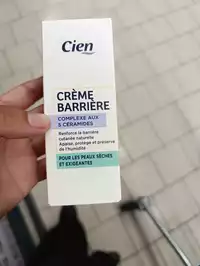 Cien
CRÈME
BARRIÈRE
COMPLEXE AUX
5 CÉRAMIDES
Renforce la barrière
cutanée naturelle
Apaise, protège et préserve
de l'humidité
POUR LES PEAUX SÈCHES
ET EXIGEANTES